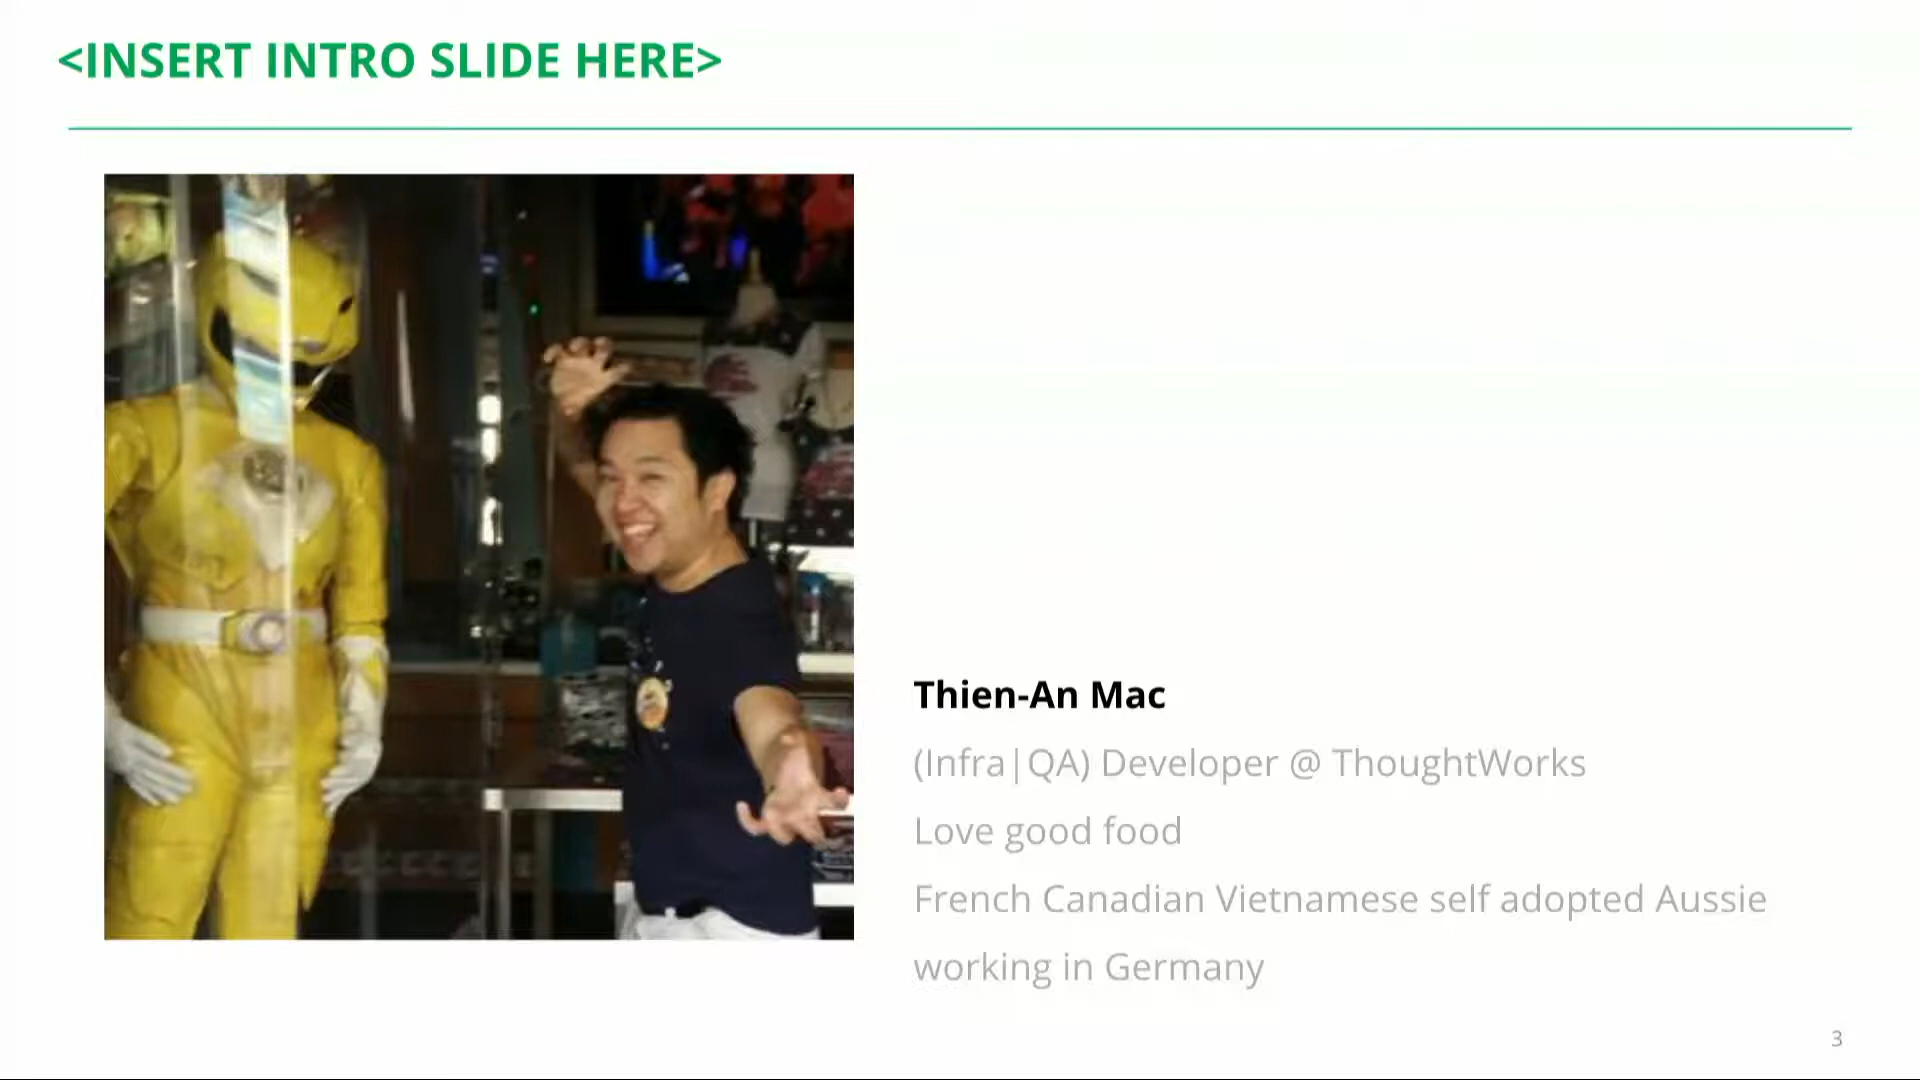 <INSERT INTRO SLIDE HERE>
Thien-An Mac
(Infra|QA) Developer @ ThoughtWorks
Love good food
French Canadian Vietnamese self adopted Aussie
working in Germany
3